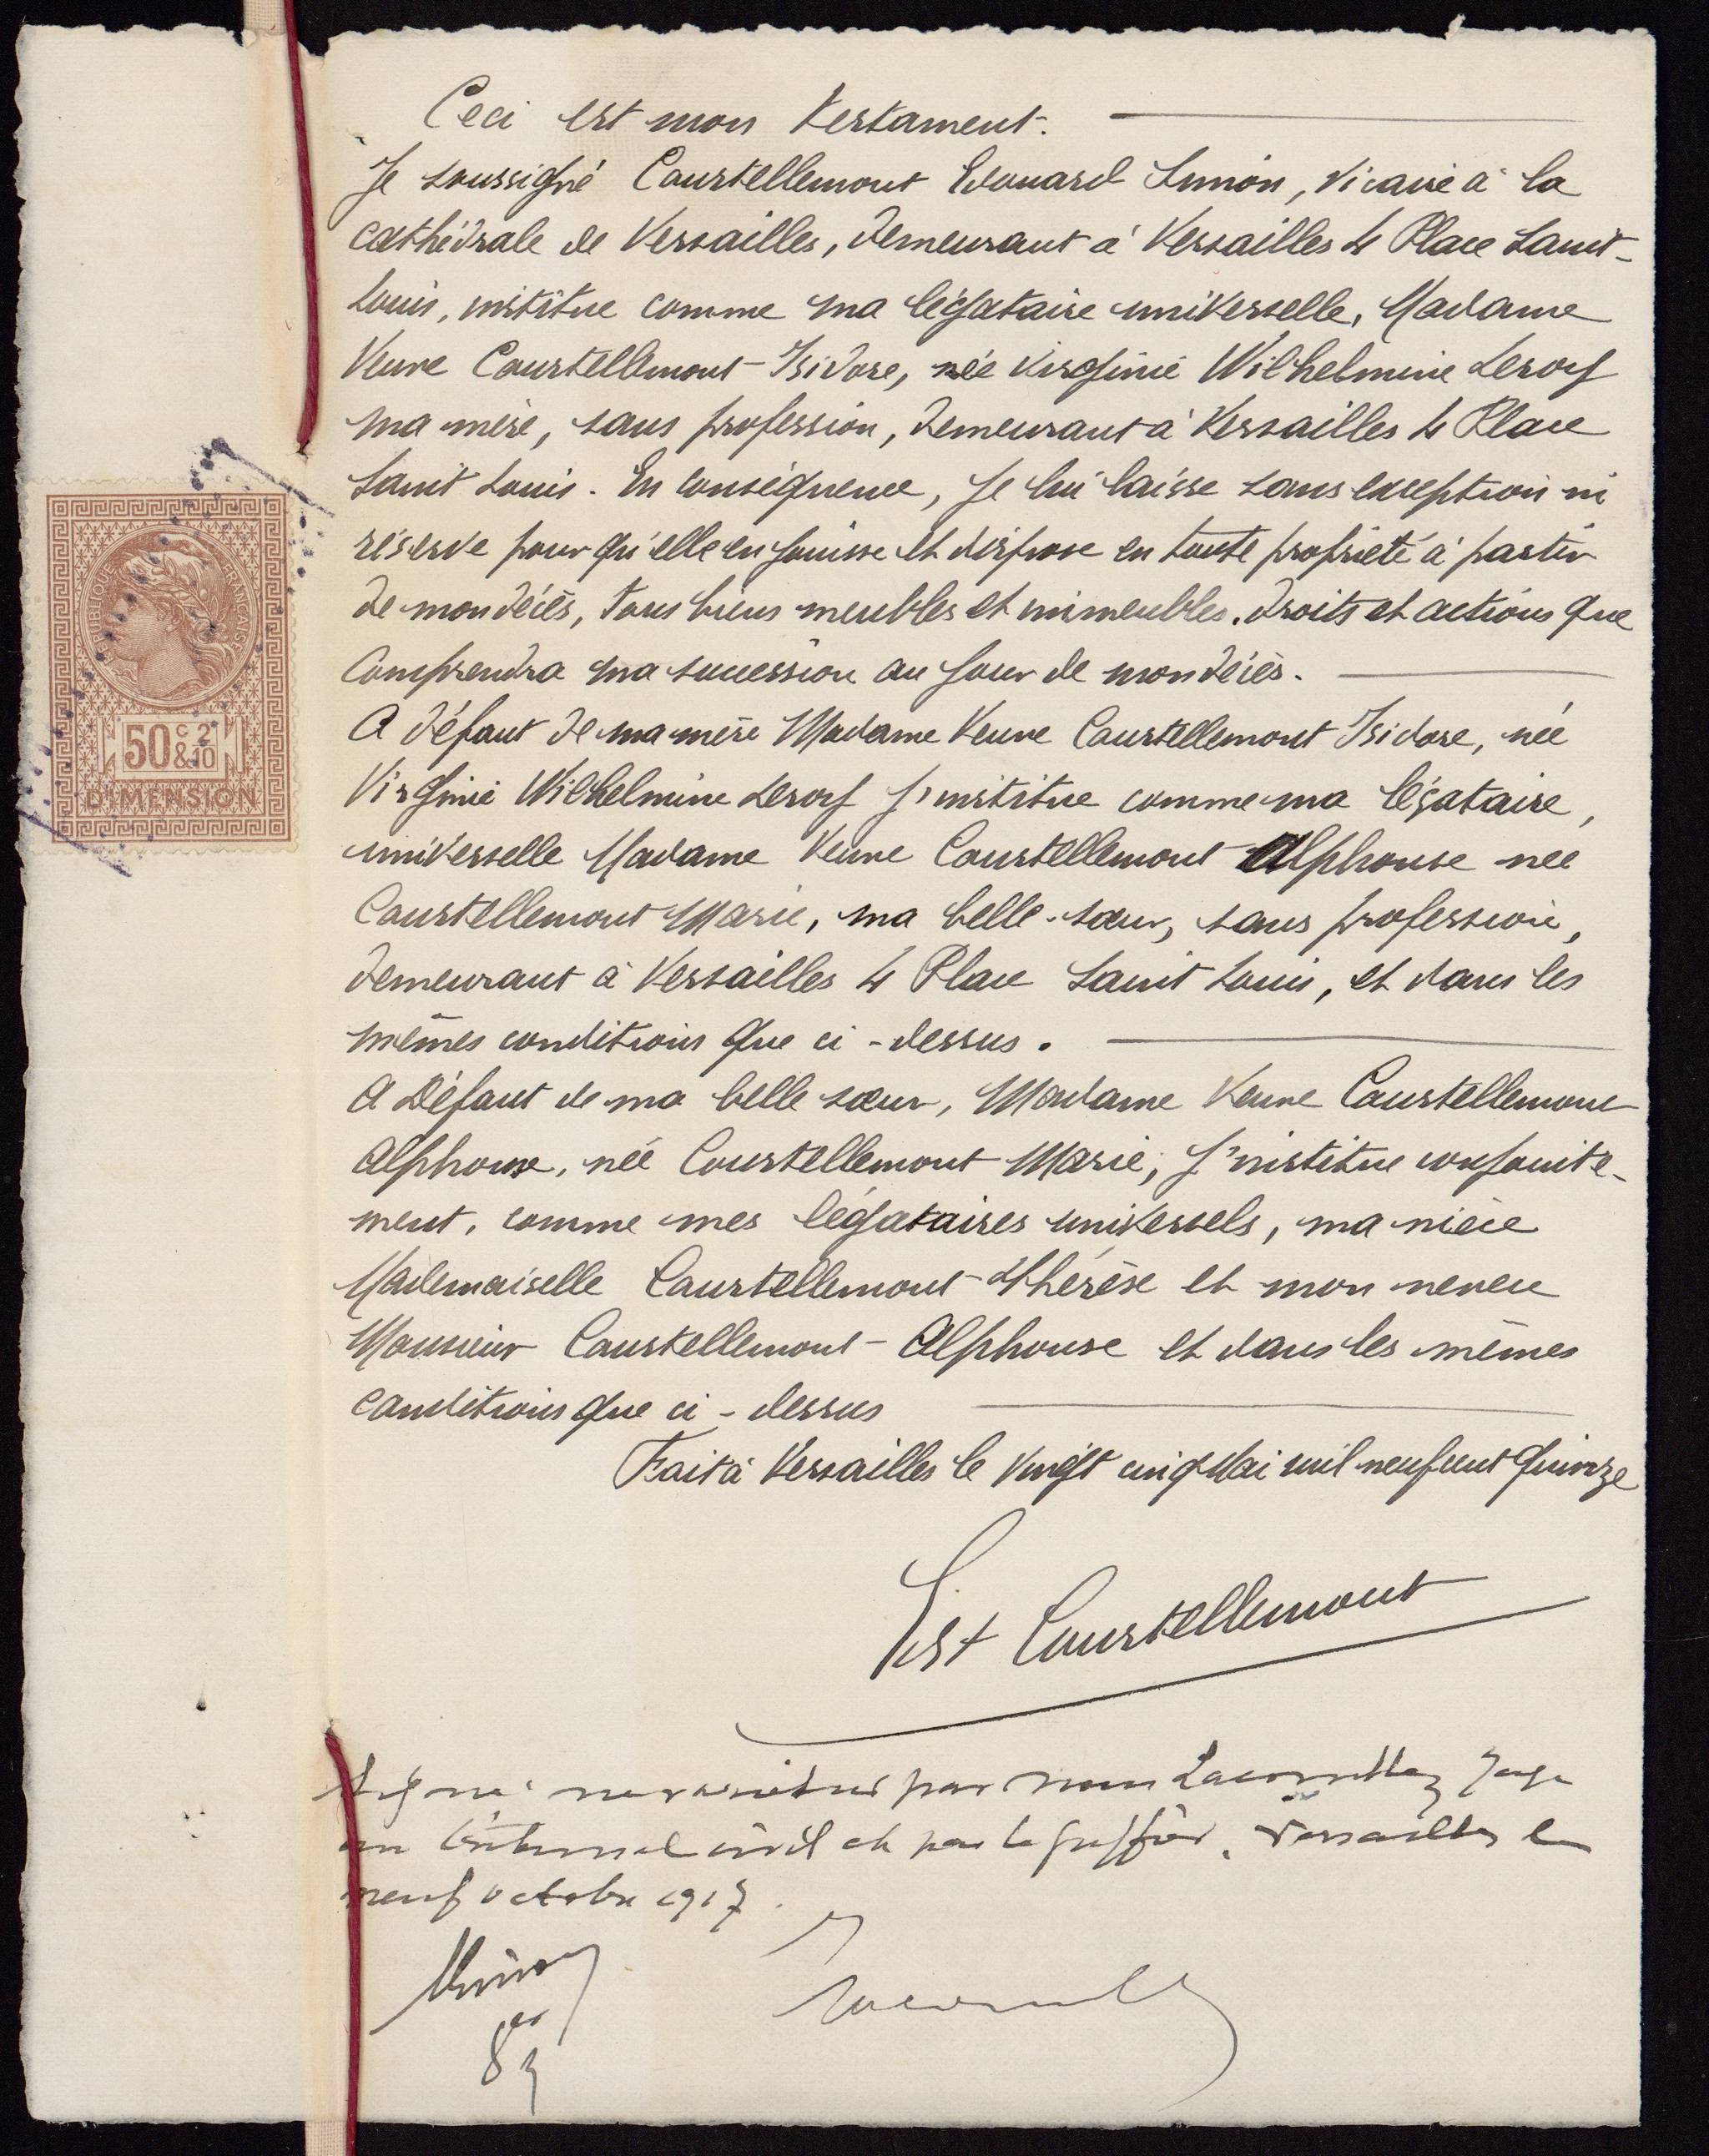 Ceci est mon testament.
Je soussigné Courtellemont Edouard Simon, Vicaire à la
cathédrale de Versailles, demeurant à Versailles 4 Place Saint-
Louis, institue comme ma légataire universelle, Madame
Veuve Courtellemont Isidore, née Virginie Wilhelmine Leroy
ma mère, sans profession, demeurant à Versailles 4 Place
Saint Louis. En conséquence, je lui laisse sans exception ni
réserve pour qu'elle en jouisse et dispose en toute propriété à partir
de mon décès, tous biens meubles et immeubles, droits et actions que
comprendra ma succession au jour de mon décès.
A défaut de ma mère Madame Veuve Courtellemont Isidore, née
Virginie Wilhelmine Leroy j'institue comme ma légataire,
universelle Madame Veuve Courtellemont Alphonse née
Courtellemont Marie, ma belle-sœur, sans profession,
demeurant à Versailles 4 Place Saint Louis, et dans les
mêmes conditions que ci-dessus.
A Défaut de ma belle sœur, Madame Veuve Courtellemont
Alphonse, née Courtellemont Marie, j'institue conjointe-
ment, comme mes légataires universels, ma nièce
Mademoiselle Courtellemont Thérèse et mon neveu
Monsieur Courtellemont Alphonse et dans les mêmes
conditions que ci-dessus
Fait à Versailles le vingt cinq Mai mil neuf cent quinze
Est Courtellemont
Signé ne varietur par nous Juge
au tribunal civil et par le greffier. Versailles le
neuf octobre 1917.
REPUBLIQUE FRANCAISE
50 c & 2/10
DIMENSION